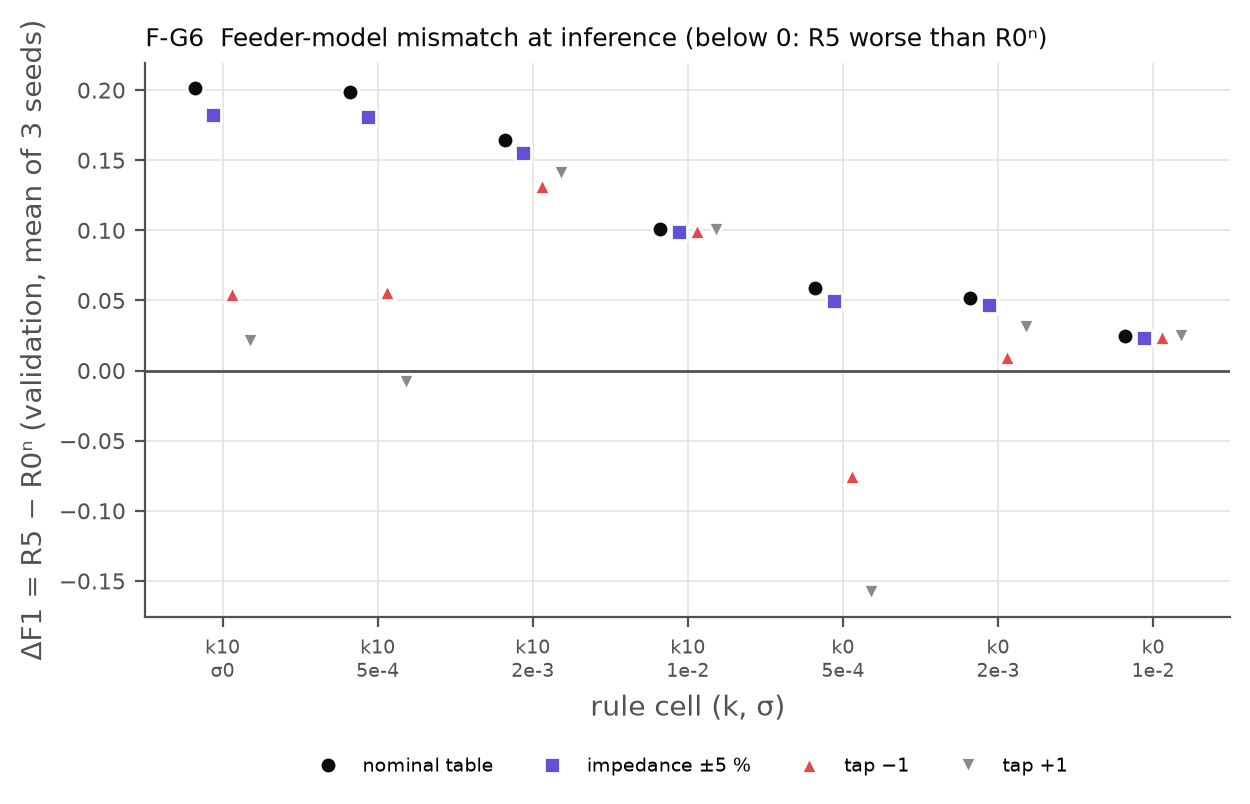 F-G6  Feeder-model mismatch at inference (below 0: R5 worse than R0ⁿ)
ΔF1 = R5 − R0ⁿ (validation, mean of 3 seeds)
0.20
0.15
0.10
0.05
0.00
−0.05
−0.10
−0.15
k10 k10 k10 k10 k0 k0 k0
σ0 5e-4 2e-3 1e-2 5e-4 2e-3 1e-2
rule cell (k, σ)
nominal table impedance ±5 % tap −1 tap +1